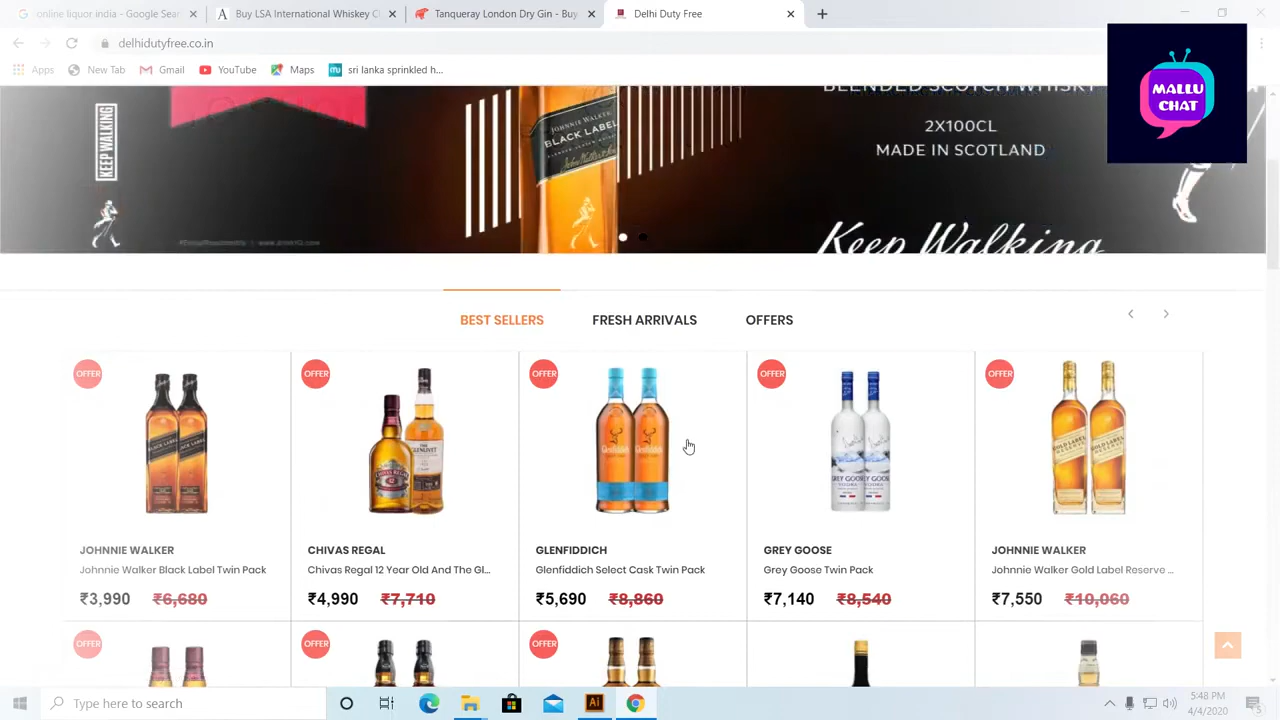 online liquor india - Google Sear
Buy LSA International Whiskey C
Tanqueray London Dry Gin - Buy
Delhi Duty Free
delhidutyfree.co.in
Apps
New Tab
Gmail
YouTube
Maps
sri lanka sprinkled h...
MALLU
CHAT
KEEP WALKING
JOHNNIE WALKER
BLACK LABEL
BLENDED SCOTCH WHISKY
2X100CL
MADE IN SCOTLAND
Keep Walking
BEST SELLERS
FRESH ARRIVALS
OFFERS
OFFER
OFFER
OFFER
OFFER
OFFER
JOHNNIE WALKER
CHIVAS REGAL
GLENFIDDICH
GREY GOOSE
JOHNNIE WALKER
Johnnie Walker Black Label Twin Pack
Chivas Regal 12 Year Old And The Gl...
Glenfiddich Select Cask Twin Pack
Grey Goose Twin Pack
Johnnie Walker Gold Label Reserve ...
₹3,990 ₹6,680
₹4,990 ₹7,710
₹5,690 ₹8,860
₹7,140 ₹8,540
₹7,550 ₹10,060
OFFER
OFFER
OFFER
Type here to search
5:48 PM
4/4/2020